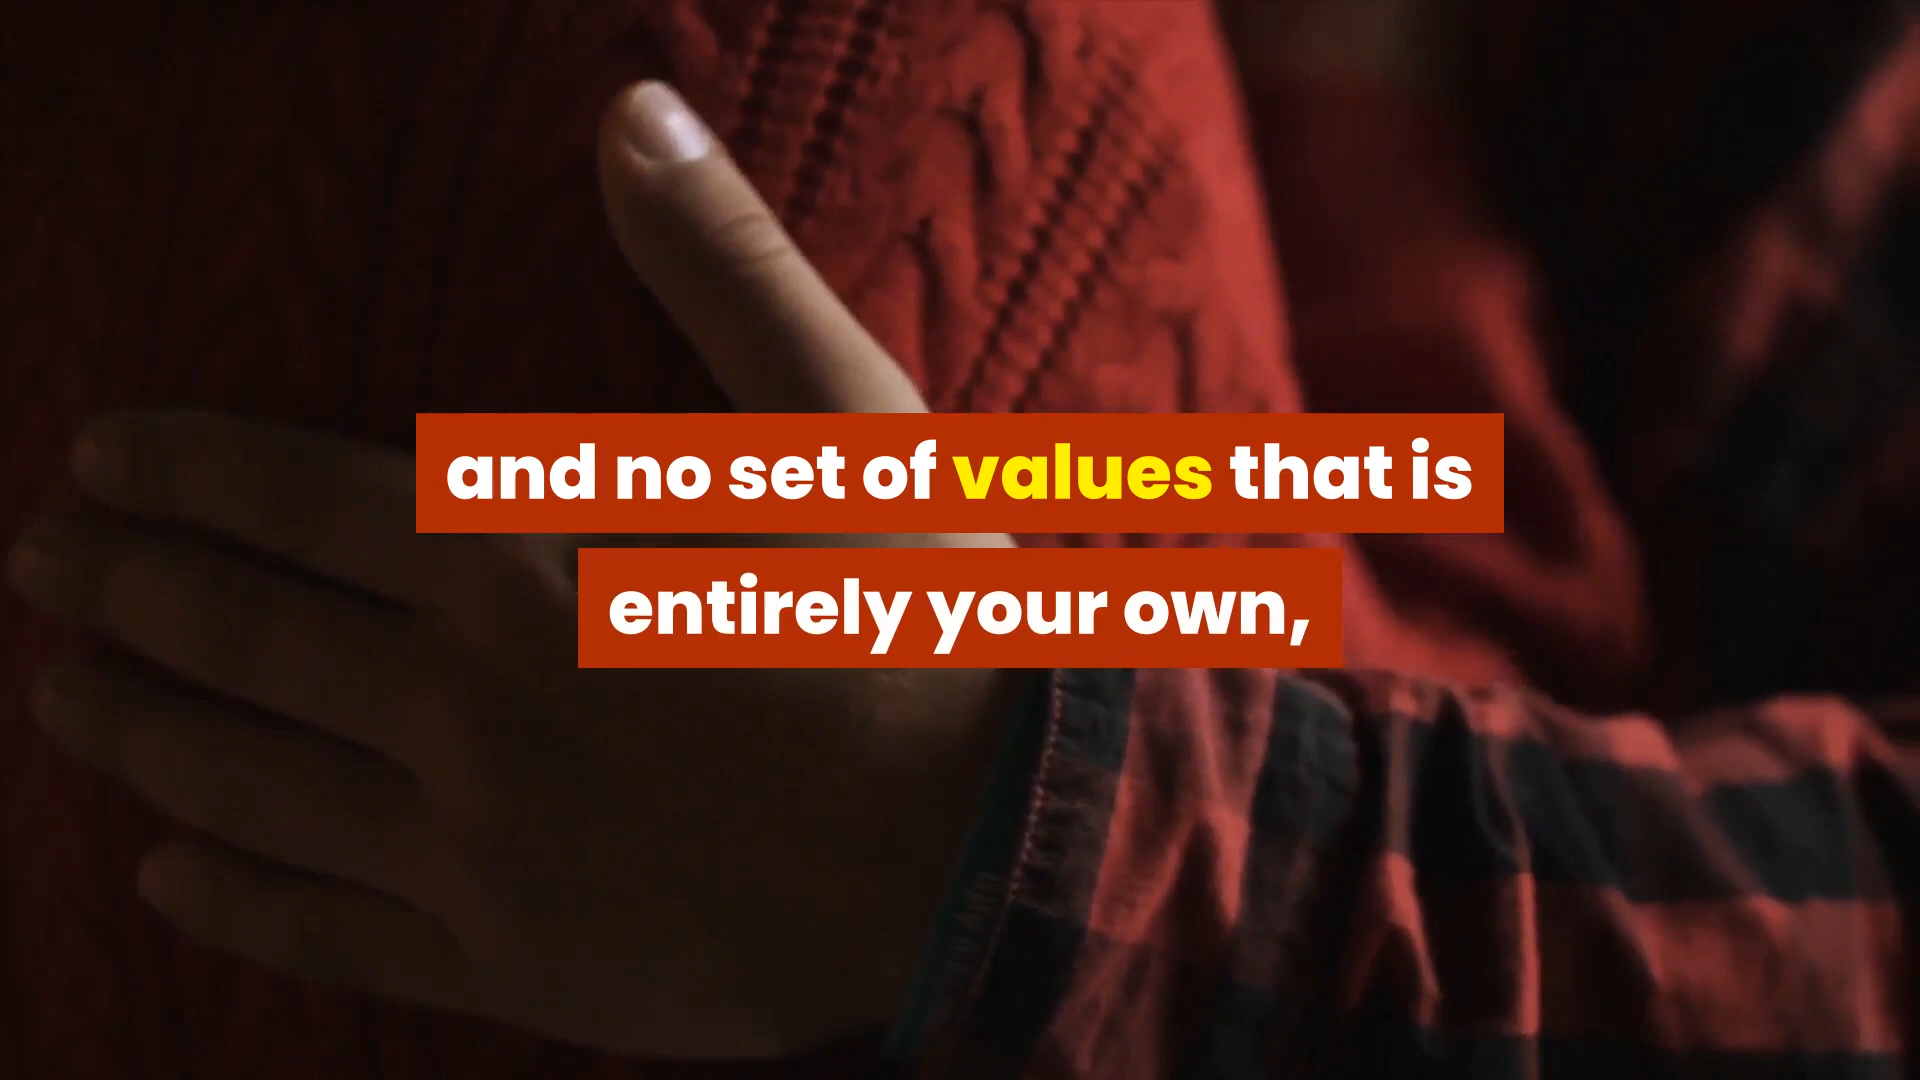 and no set of values that is
entirely your own,